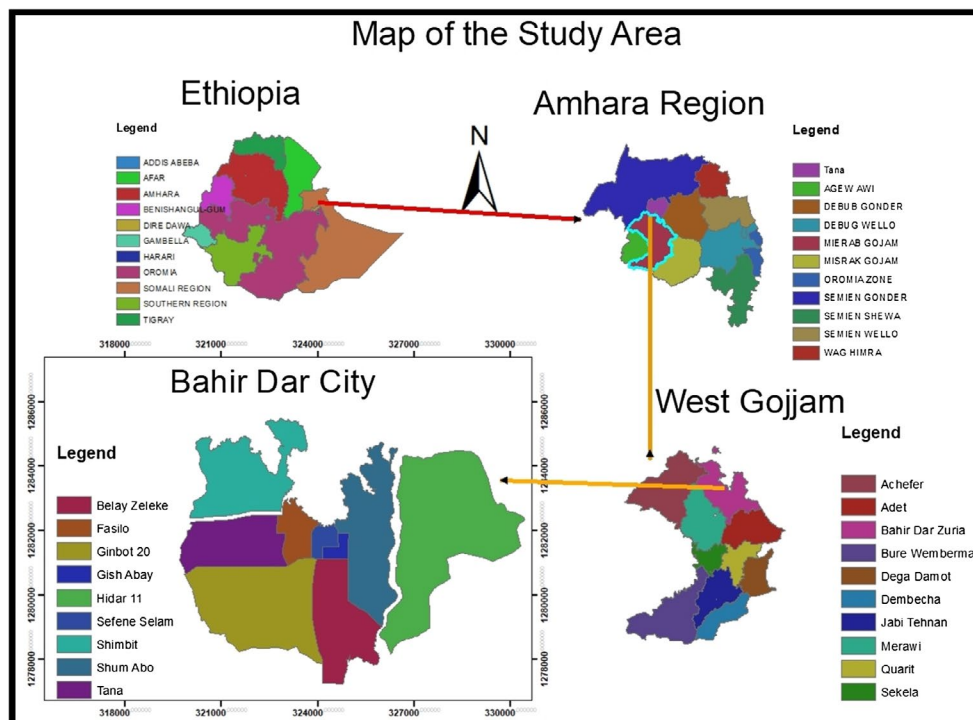 Map of the Study Area
Ethiopia
Legend
ADDIS ABEBA
AFAR
AMHARA
BENISHANGUL-GUM
DIRE DAWA
GAMBELLA
HARARI
OROMIA
SOMALI REGION
SOUTHERN REGION
TIGRAY
N
Amhara Region
Legend
Tana
AGEW AWI
DEBUB GONDER
DEBUG WELLO
MIERAB GOJAM
MISRAK GOJAM
OROMIA ZONE
SEMIEN GONDER
SEMIEN SHEWA
SEMIEN WELLO
WAG HIMRA
318000 321000 324000 327000 330000
Bahir Dar City
1286000
1284000
1282000
1280000
1278000
Legend
Belay Zeleke
Fasilo
Ginbot 20
Gish Abay
Hidar 11
Sefene Selam
Shimbit
Shum Abo
Tana
1286000
1284000
1282000
1280000
1278000
318000 321000 324000 327000 330000
West Gojjam
Legend
Achefer
Adet
Bahir Dar Zuria
Bure Wemberma
Dega Damot
Dembecha
Jabi Tehnan
Merawi
Quarit
Sekela